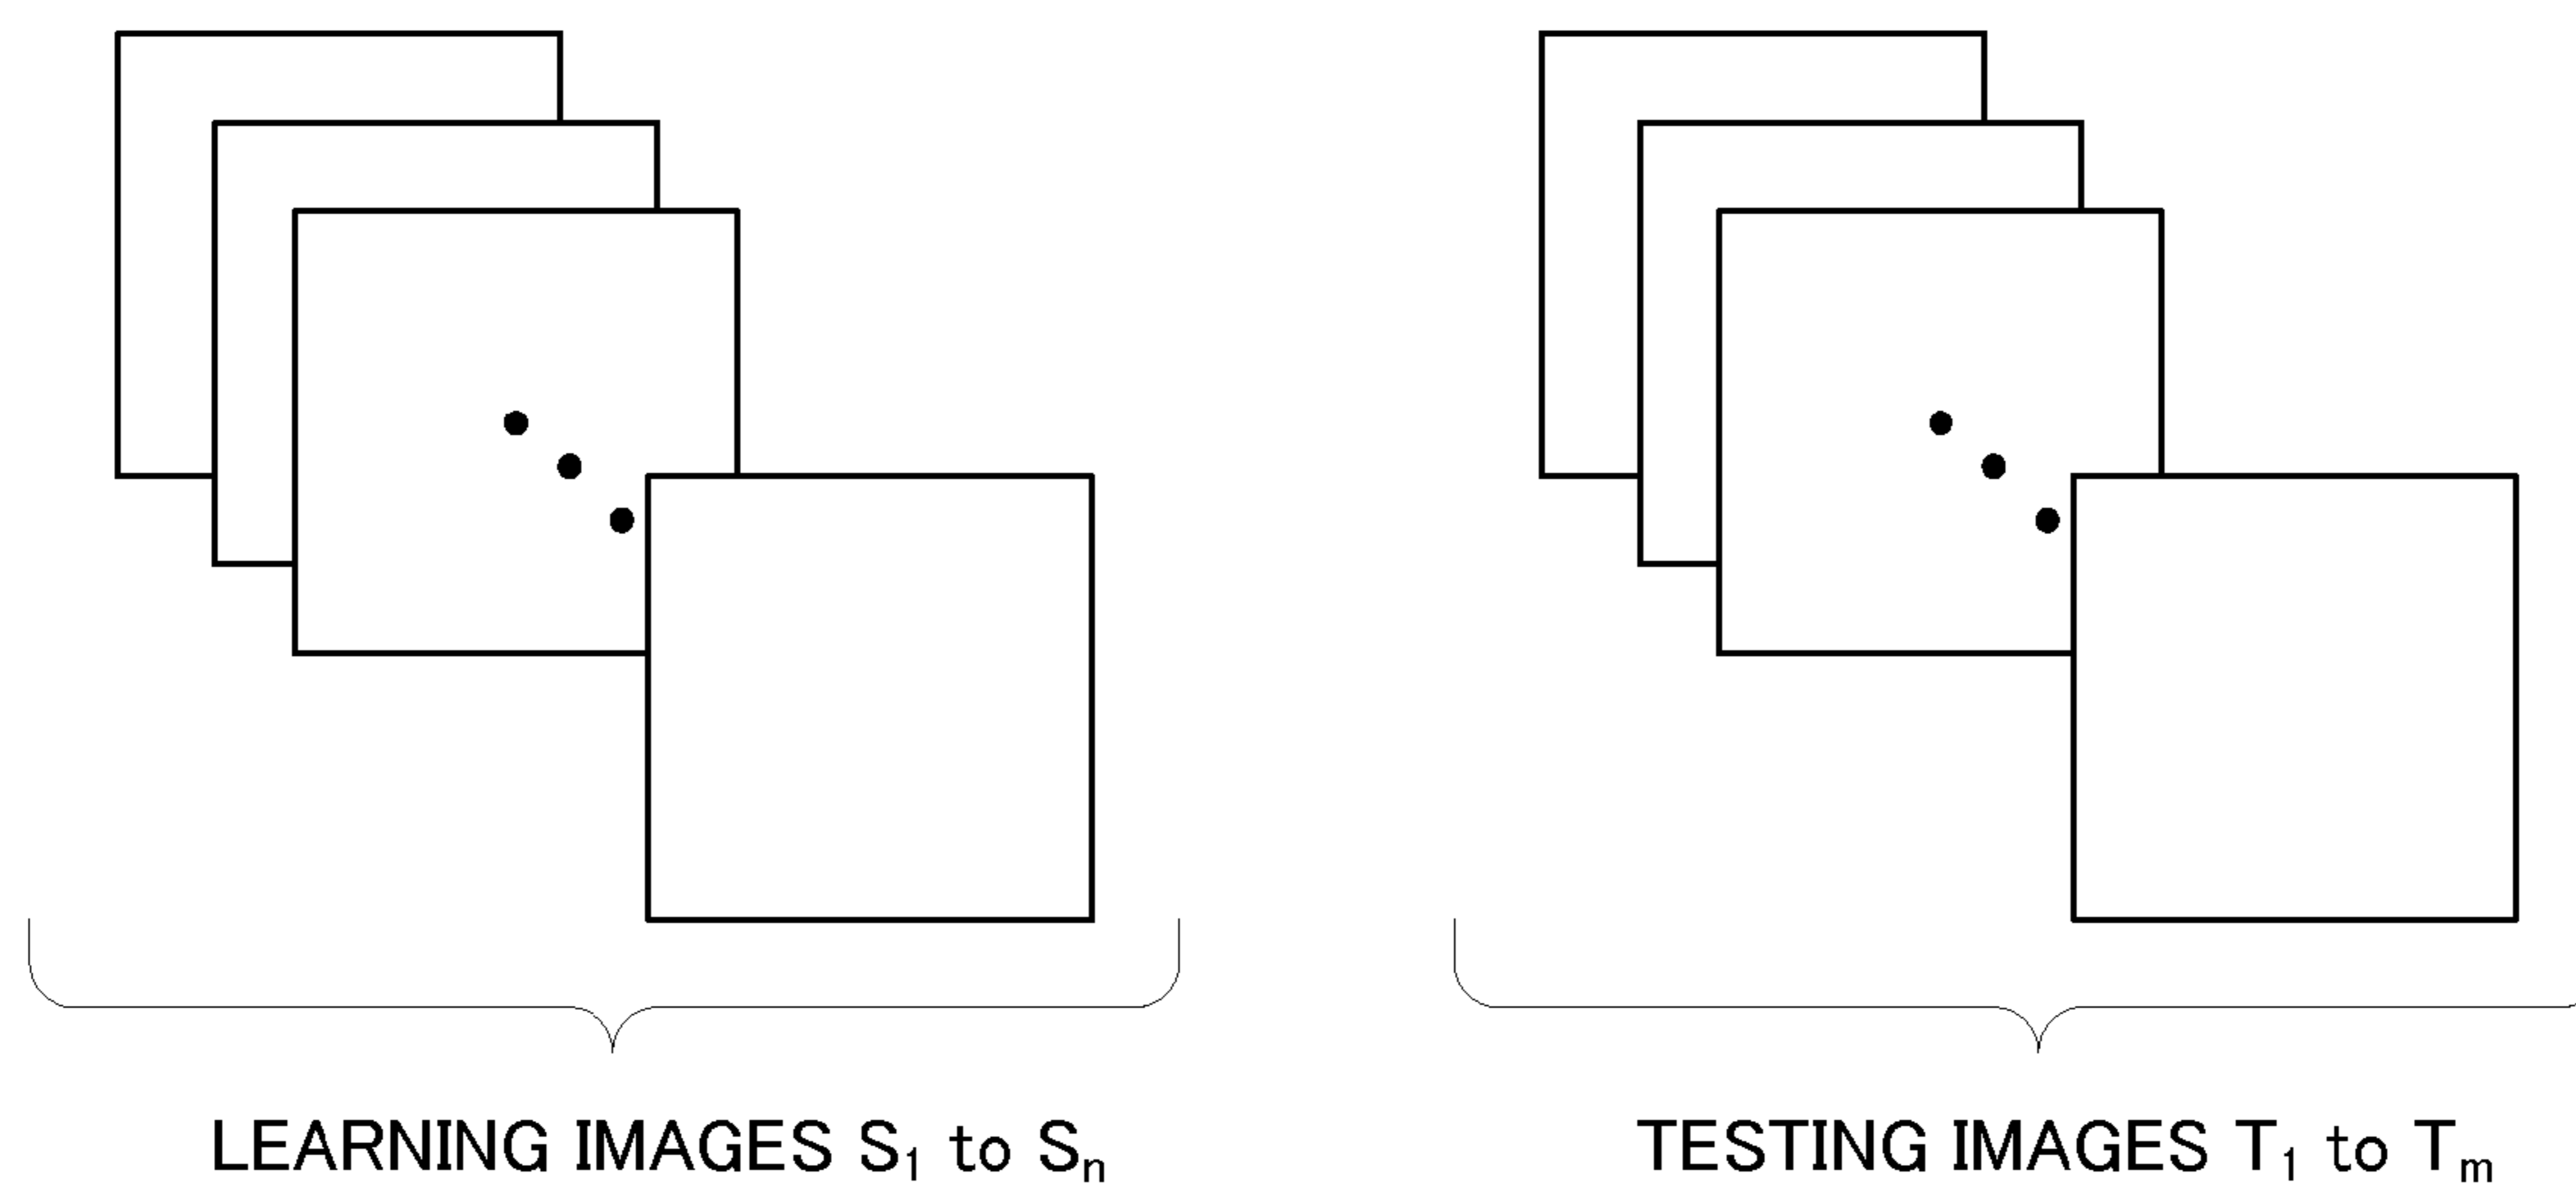 LEARNING IMAGES S₁ to Sₙ
TESTING IMAGES T₁ to Tₘ